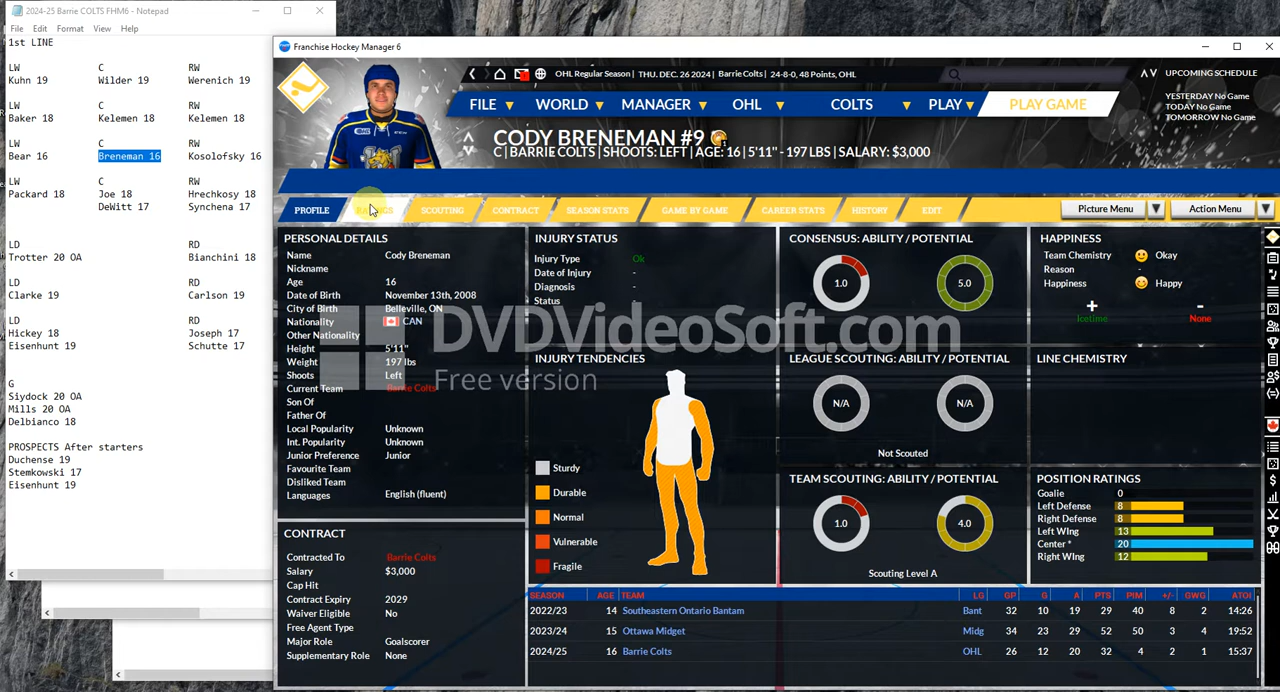 2024-25 Barrie COLTS FHM6 - Notepad
File Edit Format View Help
1st LINE
LW C RW
Kuhn 19 Wilder 19 Werenich 19
LW C RW
Baker 18 Kelemen 18 Kelemen 18
LW C RW
Bear 16 Breneman 16 Kosolofsky 16
LW C RW
Packard 18 Joe 18 Hrechkosy 18
DeWitt 17 Synchena 17
LD RD
Trotter 20 OA Bianchini 18
LD RD
Clarke 19 Carlson 19
LD RD
Hickey 18 Joseph 17
Eisenhunt 19 Schutte 17
G
Siydock 20 OA
Mills 20 OA
Delbianco 18
PROSPECTS After starters
Duchense 19
Stemkowski 17
Eisenhunt 19
Franchise Hockey Manager 6
OHL Regular Season | THU. DEC. 26 2024 | Barrie Colts | 24-8-0, 48 Points, OHL
UPCOMING SCHEDULE
YESTERDAY No Game
TODAY No Game
TOMORROW No Game
FILE WORLD MANAGER OHL COLTS PLAY PLAY GAME
CODY BRENEMAN #9
C | BARRIE COLTS | SHOOTS: LEFT | AGE: 16 | 5'11" - 197 LBS | SALARY: $3,000
PROFILE RATINGS SCOUTING CONTRACT SEASON STATS GAME BY GAME CAREER STATS HISTORY EDIT Picture Menu Action Menu
PERSONAL DETAILS
Name Cody Breneman
Nickname
Age 16
Date of Birth November 13th, 2008
City of Birth Belleville, ON
Nationality CAN
Other Nationality
Height 5'11"
Weight 197 lbs
Shoots Left
Current Team Barrie Colts
Son Of
Father Of
Local Popularity Unknown
Int. Popularity Unknown
Junior Preference Junior
Favourite Team
Disliked Team
Languages English (fluent)
CONTRACT
Contracted To Barrie Colts
Salary $3,000
Cap Hit
Contract Expiry 2029
Waiver Eligible No
Free Agent Type
Major Role Goalscorer
Supplementary Role None
INJURY STATUS
Injury Type Ok
Date of Injury -
Diagnosis -
Status -
INJURY TENDENCIES
Sturdy
Durable
Normal
Vulnerable
Fragile
CONSENSUS: ABILITY / POTENTIAL
1.0 5.0
LEAGUE SCOUTING: ABILITY / POTENTIAL
N/A N/A
Not Scouted
TEAM SCOUTING: ABILITY / POTENTIAL
1.0 4.0
Scouting Level A
HAPPINESS
Team Chemistry Okay
Reason -
Happiness Happy
+ -
Icetime None
LINE CHEMISTRY
POSITION RATINGS
Goalie 0
Left Defense 8
Right Defense 8
Left Wing 13
Center * 20
Right Wing 12
SEASON AGE TEAM LG GP G A PTS PIM +/- GWG ATOI
2022/23 14 Southeastern Ontario Bantam Bant 32 10 19 29 40 8 2 14:26
2023/24 15 Ottawa Midget Midg 34 23 29 52 50 3 4 19:52
2024/25 16 Barrie Colts OHL 26 12 20 32 4 2 1 15:37
DVDVideoSoft.com
Free version